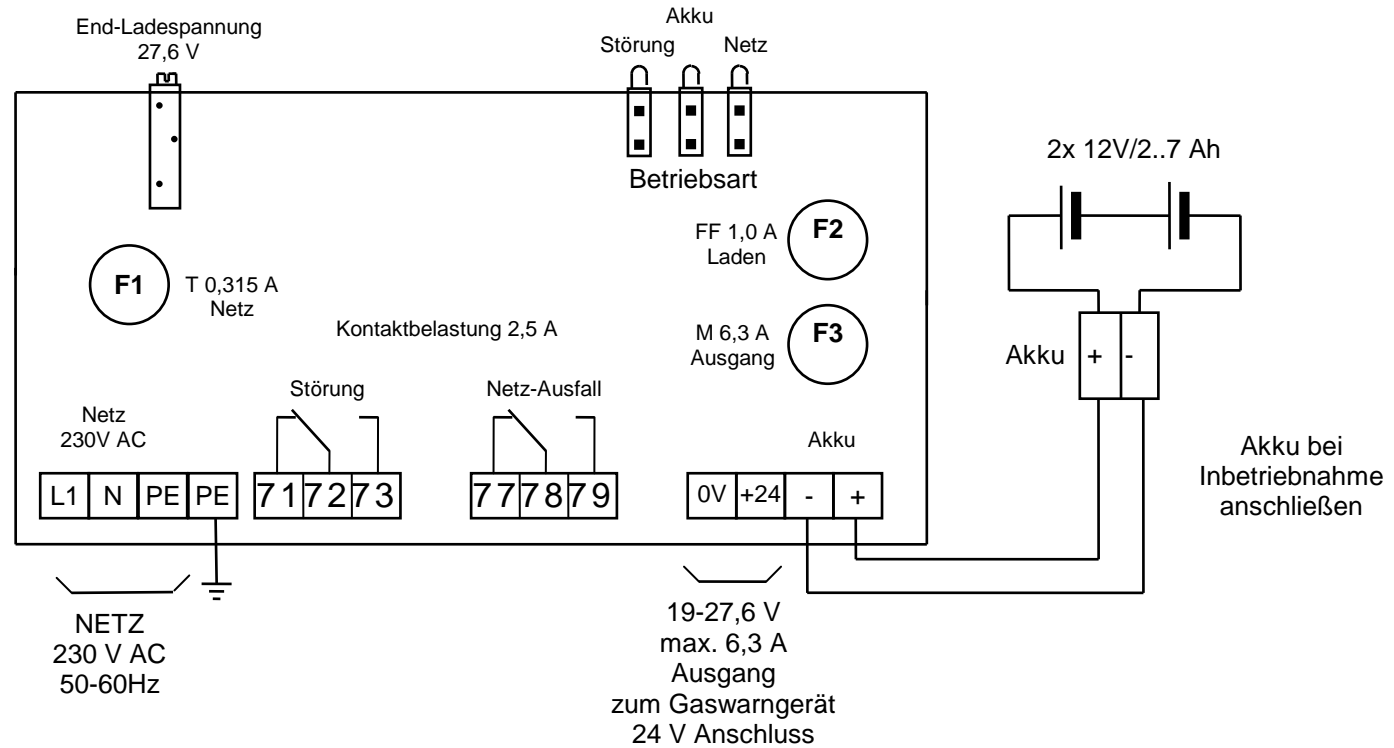 End-Ladespannung
27,6 V
Akku
Störung Netz
Betriebsart
2x 12V/2..7 Ah
FF 1,0 A
Laden
F2
F1
T 0,315 A
Netz
Kontaktbelastung 2,5 A
M 6,3 A
Ausgang
F3
Akku + -
Störung
Netz-Ausfall
Netz
230V AC
Akku
L1 N PE PE
71 72 73
77 78 79
0V +24 - +
Akku bei
Inbetriebnahme
anschließen
NETZ
230 V AC
50-60Hz
19-27,6 V
max. 6,3 A
Ausgang
zum Gaswarngerät
24 V Anschluss